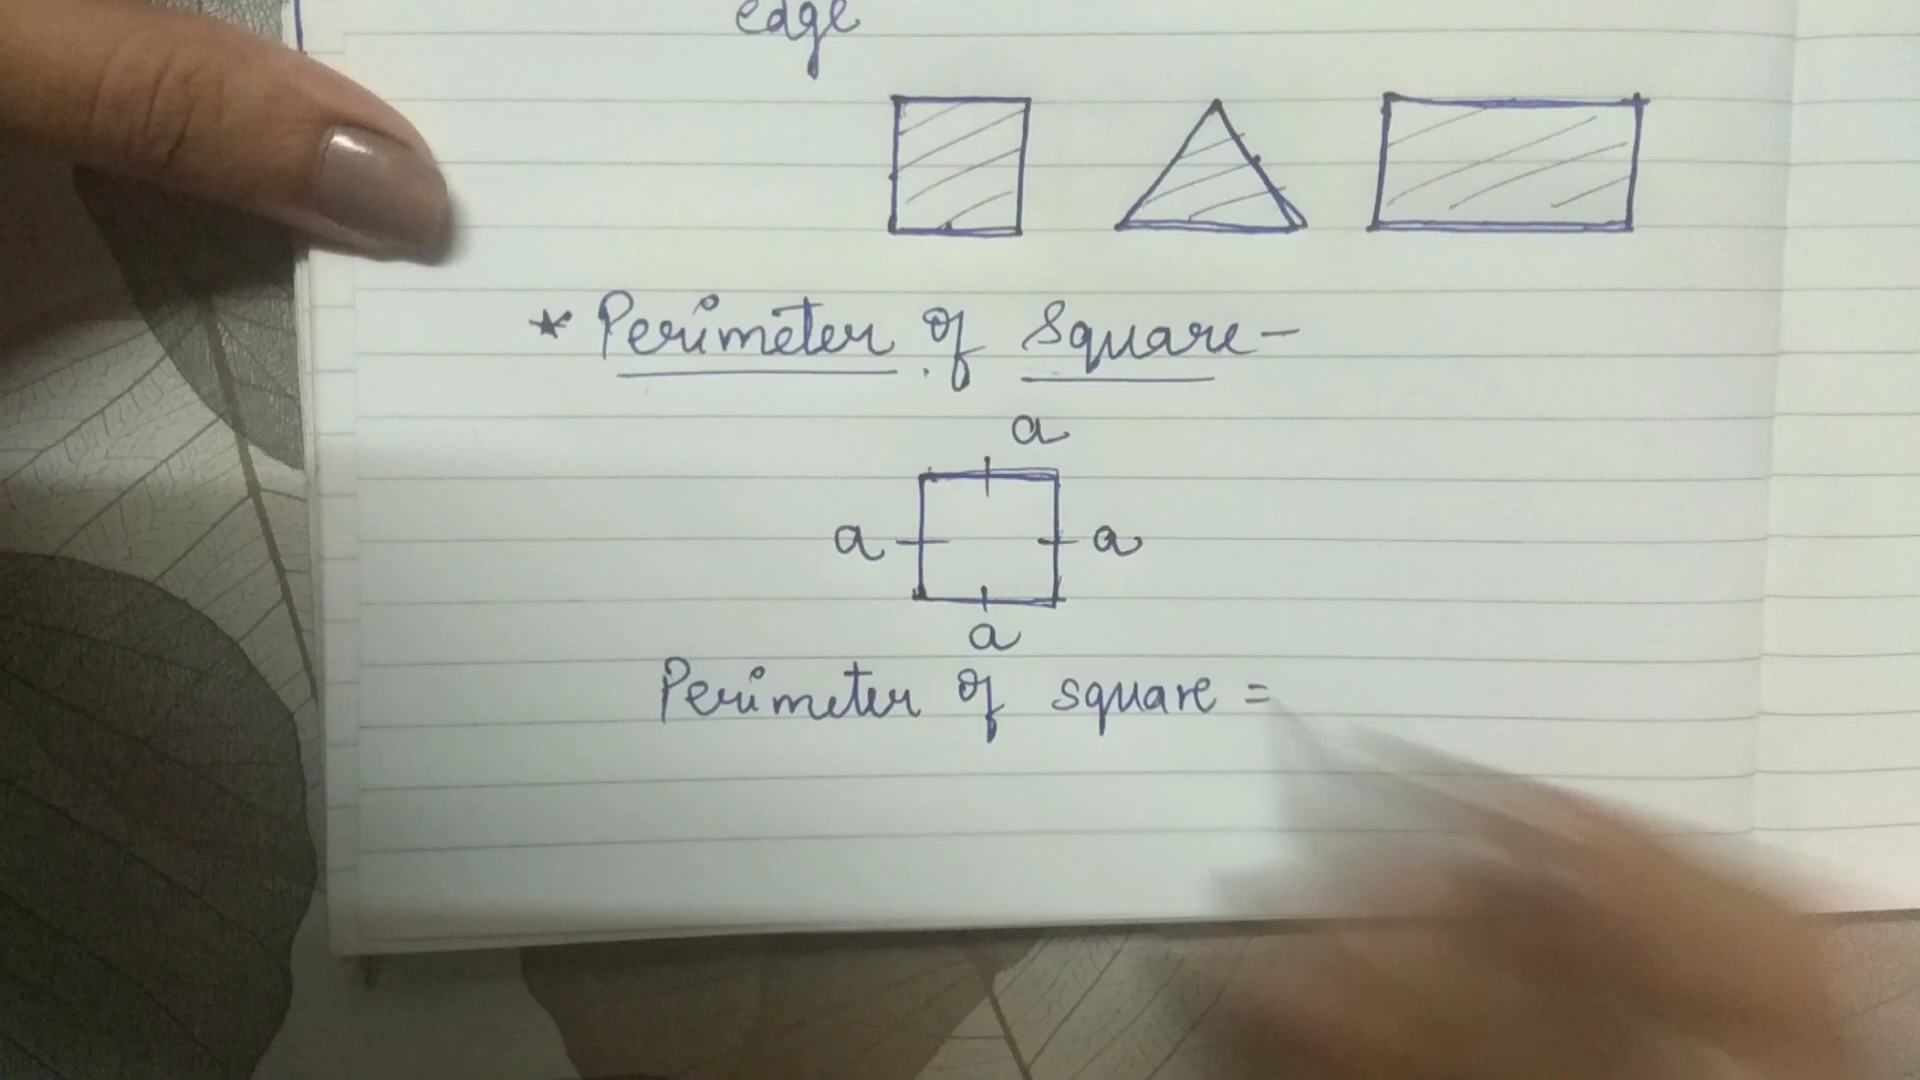 edge
* Perimeter of Square-
a
a a
a
Perimeter of square =